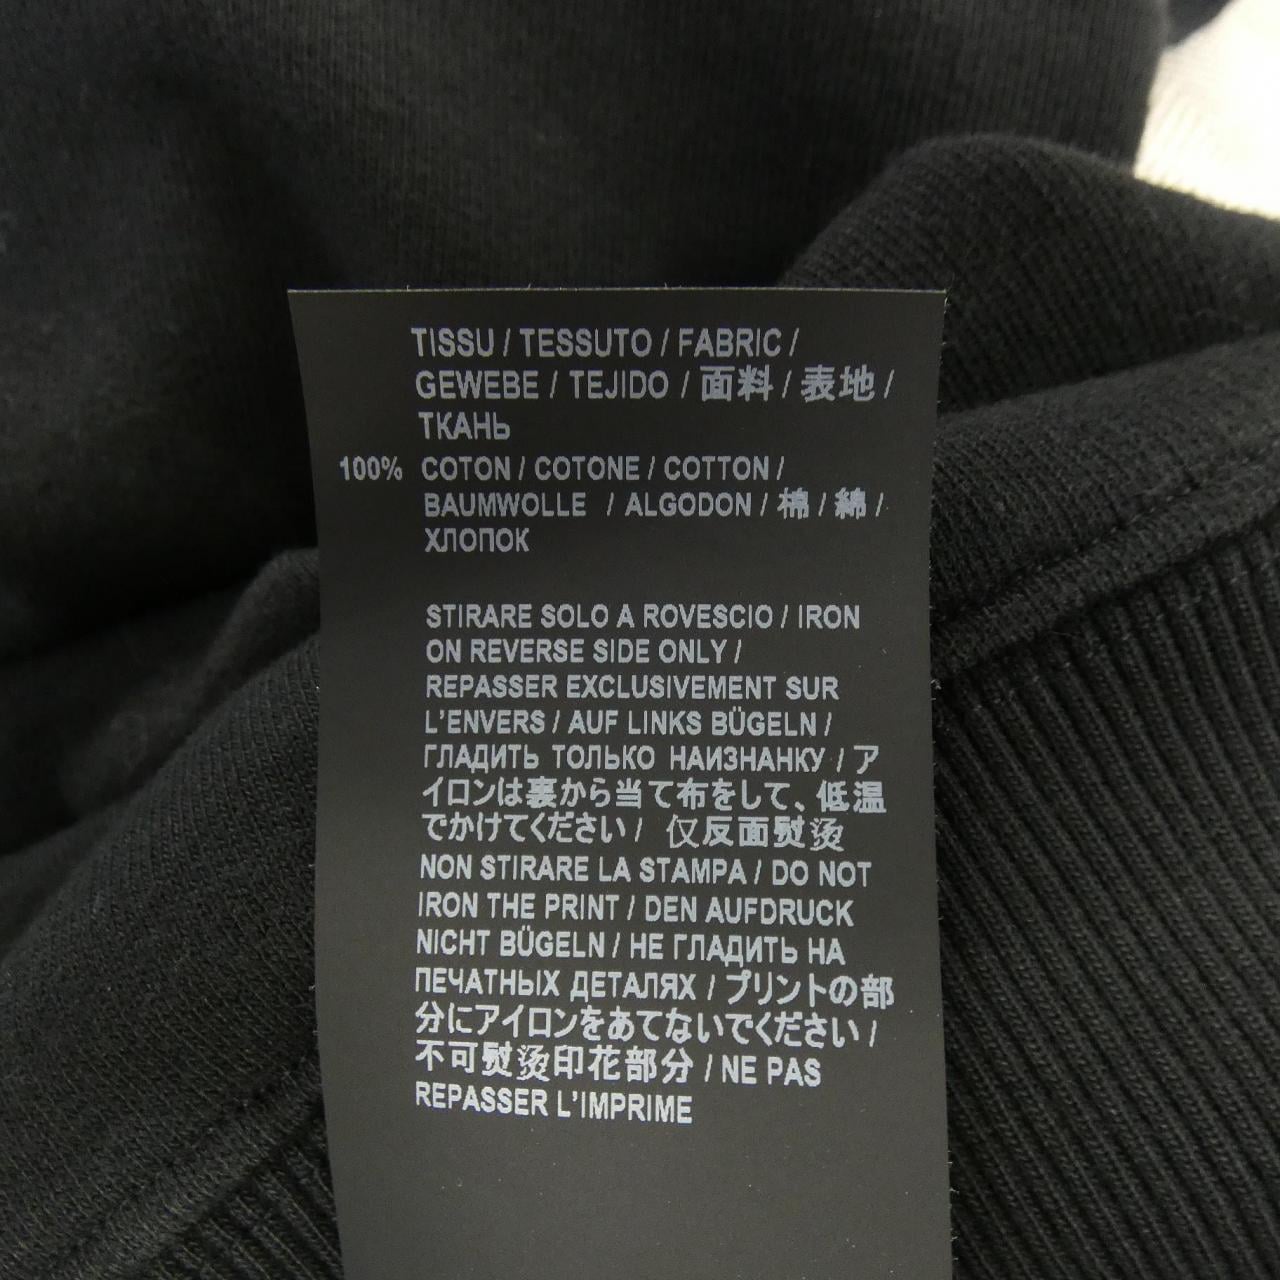 TISSU / TESSUTO / FABRIC /
GEWEBE / TEJIDO / 面料 / 表地 /
ТКАНЬ
100% COTON / COTONE / COTTON /
BAUMWOLLE / ALGODON / 棉 / 綿 /
ХЛОПОК
STIRARE SOLO A ROVESCIO / IRON
ON REVERSE SIDE ONLY /
REPASSER EXCLUSIVEMENT SUR
L'ENVERS / AUF LINKS BÜGELN /
ГЛАДИТЬ ТОЛЬКО НАИЗНАНКУ / ア
イロンは裏から当て布をして、低温
でかけてください / 仅反面熨烫
NON STIRARE LA STAMPA / DO NOT
IRON THE PRINT / DEN AUFDRUCK
NICHT BÜGELN / НЕ ГЛАДИТЬ НА
ПЕЧАТНЫХ ДЕТАЛЯХ / プリントの部
分にアイロンをあてないでください /
不可熨烫印花部分 / NE PAS
REPASSER L'IMPRIME